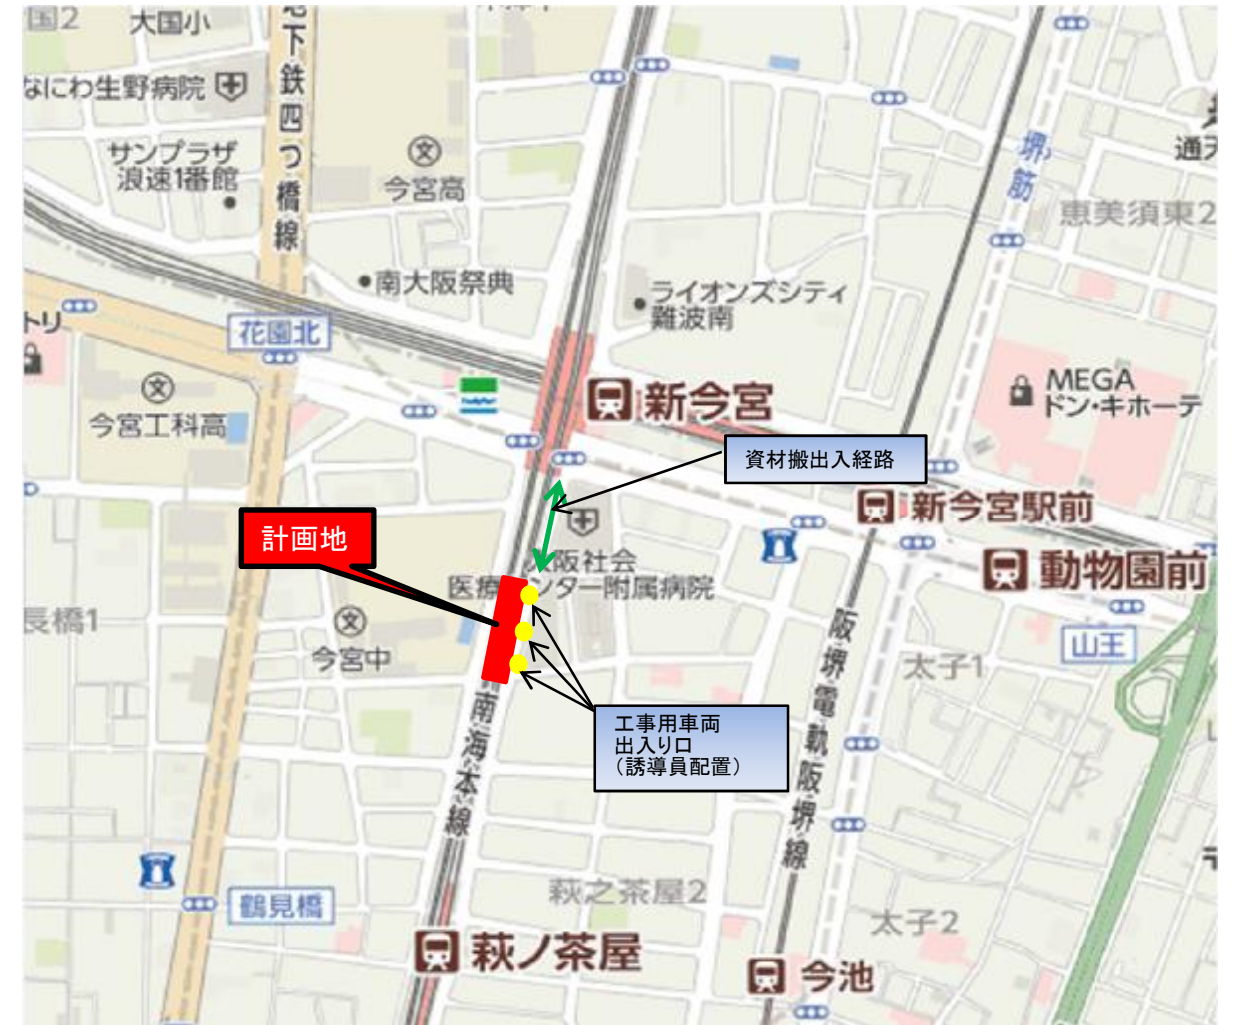 国2
大国小
地下鉄四つ橋線
なにわ生野病院
サンプラザ
浪速1番館
今宮高
堺筋
恵美須東2
南大阪祭典
ライオンズシティ
難波南
花園北
今宮工科高
新今宮
MEGA
ドン・キホーテ
資材搬出入経路
新今宮駅前
動物園前
計画地
大阪社会
医療センター附属病院
長橋1
今宮中
阪堺電軌阪堺線
山王
太子1
南海本線
工事用車両
出入り口
（誘導員配置）
萩之茶屋2
鶴見橋
太子2
萩ノ茶屋
今池